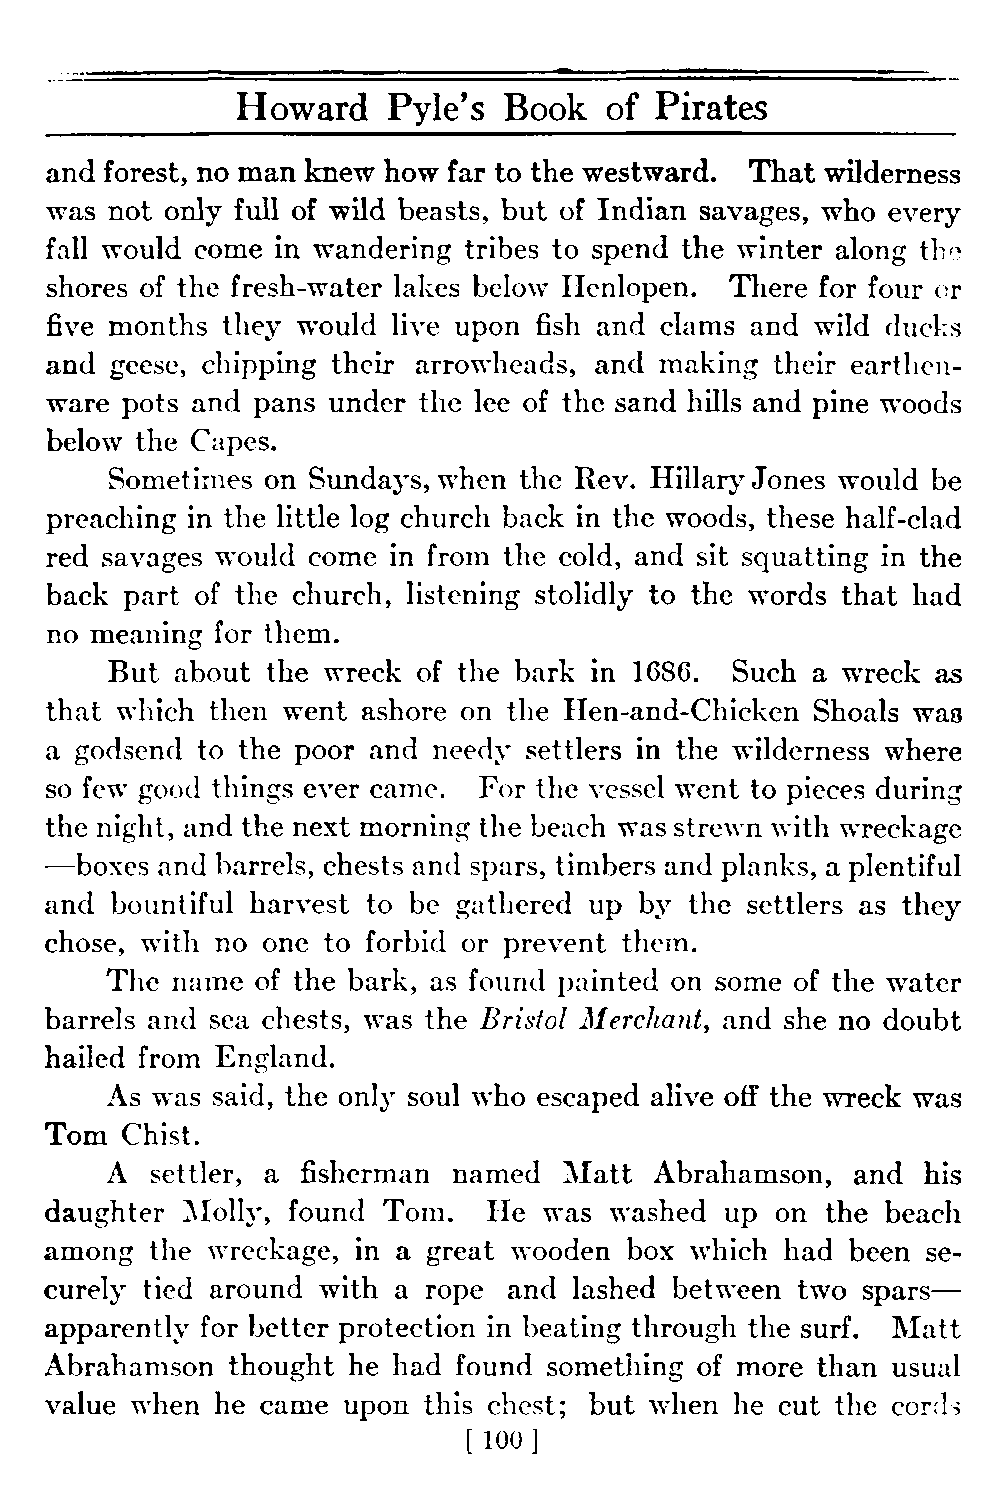 Howard Pyle's Book of Pirates
and forest, no man knew how far to the westward. That wilderness
was not only full of wild beasts, but of Indian savages, who every
fall would come in wandering tribes to spend the winter along the
shores of the fresh-water lakes below Henlopen. There for four or
five months they would live upon fish and clams and wild ducks
and geese, chipping their arrowheads, and making their earthen-
ware pots and pans under the lee of the sand hills and pine woods
below the Capes.
Sometimes on Sundays, when the Rev. Hillary Jones would be
preaching in the little log church back in the woods, these half-clad
red savages would come in from the cold, and sit squatting in the
back part of the church, listening stolidly to the words that had
no meaning for them.
But about the wreck of the bark in 1686. Such a wreck as
that which then went ashore on the Hen-and-Chicken Shoals was
a godsend to the poor and needy settlers in the wilderness where
so few good things ever came. For the vessel went to pieces during
the night, and the next morning the beach was strewn with wreckage
—boxes and barrels, chests and spars, timbers and planks, a plentiful
and bountiful harvest to be gathered up by the settlers as they
chose, with no one to forbid or prevent them.
The name of the bark, as found painted on some of the water
barrels and sea chests, was the Bristol Merchant, and she no doubt
hailed from England.
As was said, the only soul who escaped alive off the wreck was
Tom Chist.
A settler, a fisherman named Matt Abrahamson, and his
daughter Molly, found Tom. He was washed up on the beach
among the wreckage, in a great wooden box which had been se-
curely tied around with a rope and lashed between two spars—
apparently for better protection in beating through the surf. Matt
Abrahamson thought he had found something of more than usual
value when he came upon this chest; but when he cut the cords
[ 100 ]